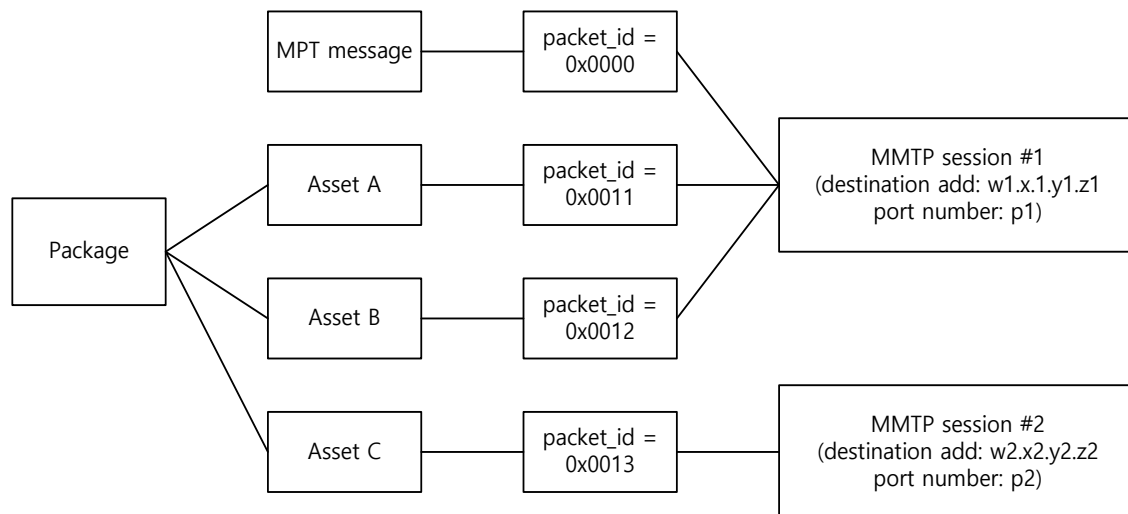 MPT message
packet_id =
0x0000
Asset A
packet_id =
0x0011
MMTP session #1
(destination add: w1.x.1.y1.z1
port number: p1)
Package
Asset B
packet_id =
0x0012
Asset C
packet_id =
0x0013
MMTP session #2
(destination add: w2.x2.y2.z2
port number: p2)